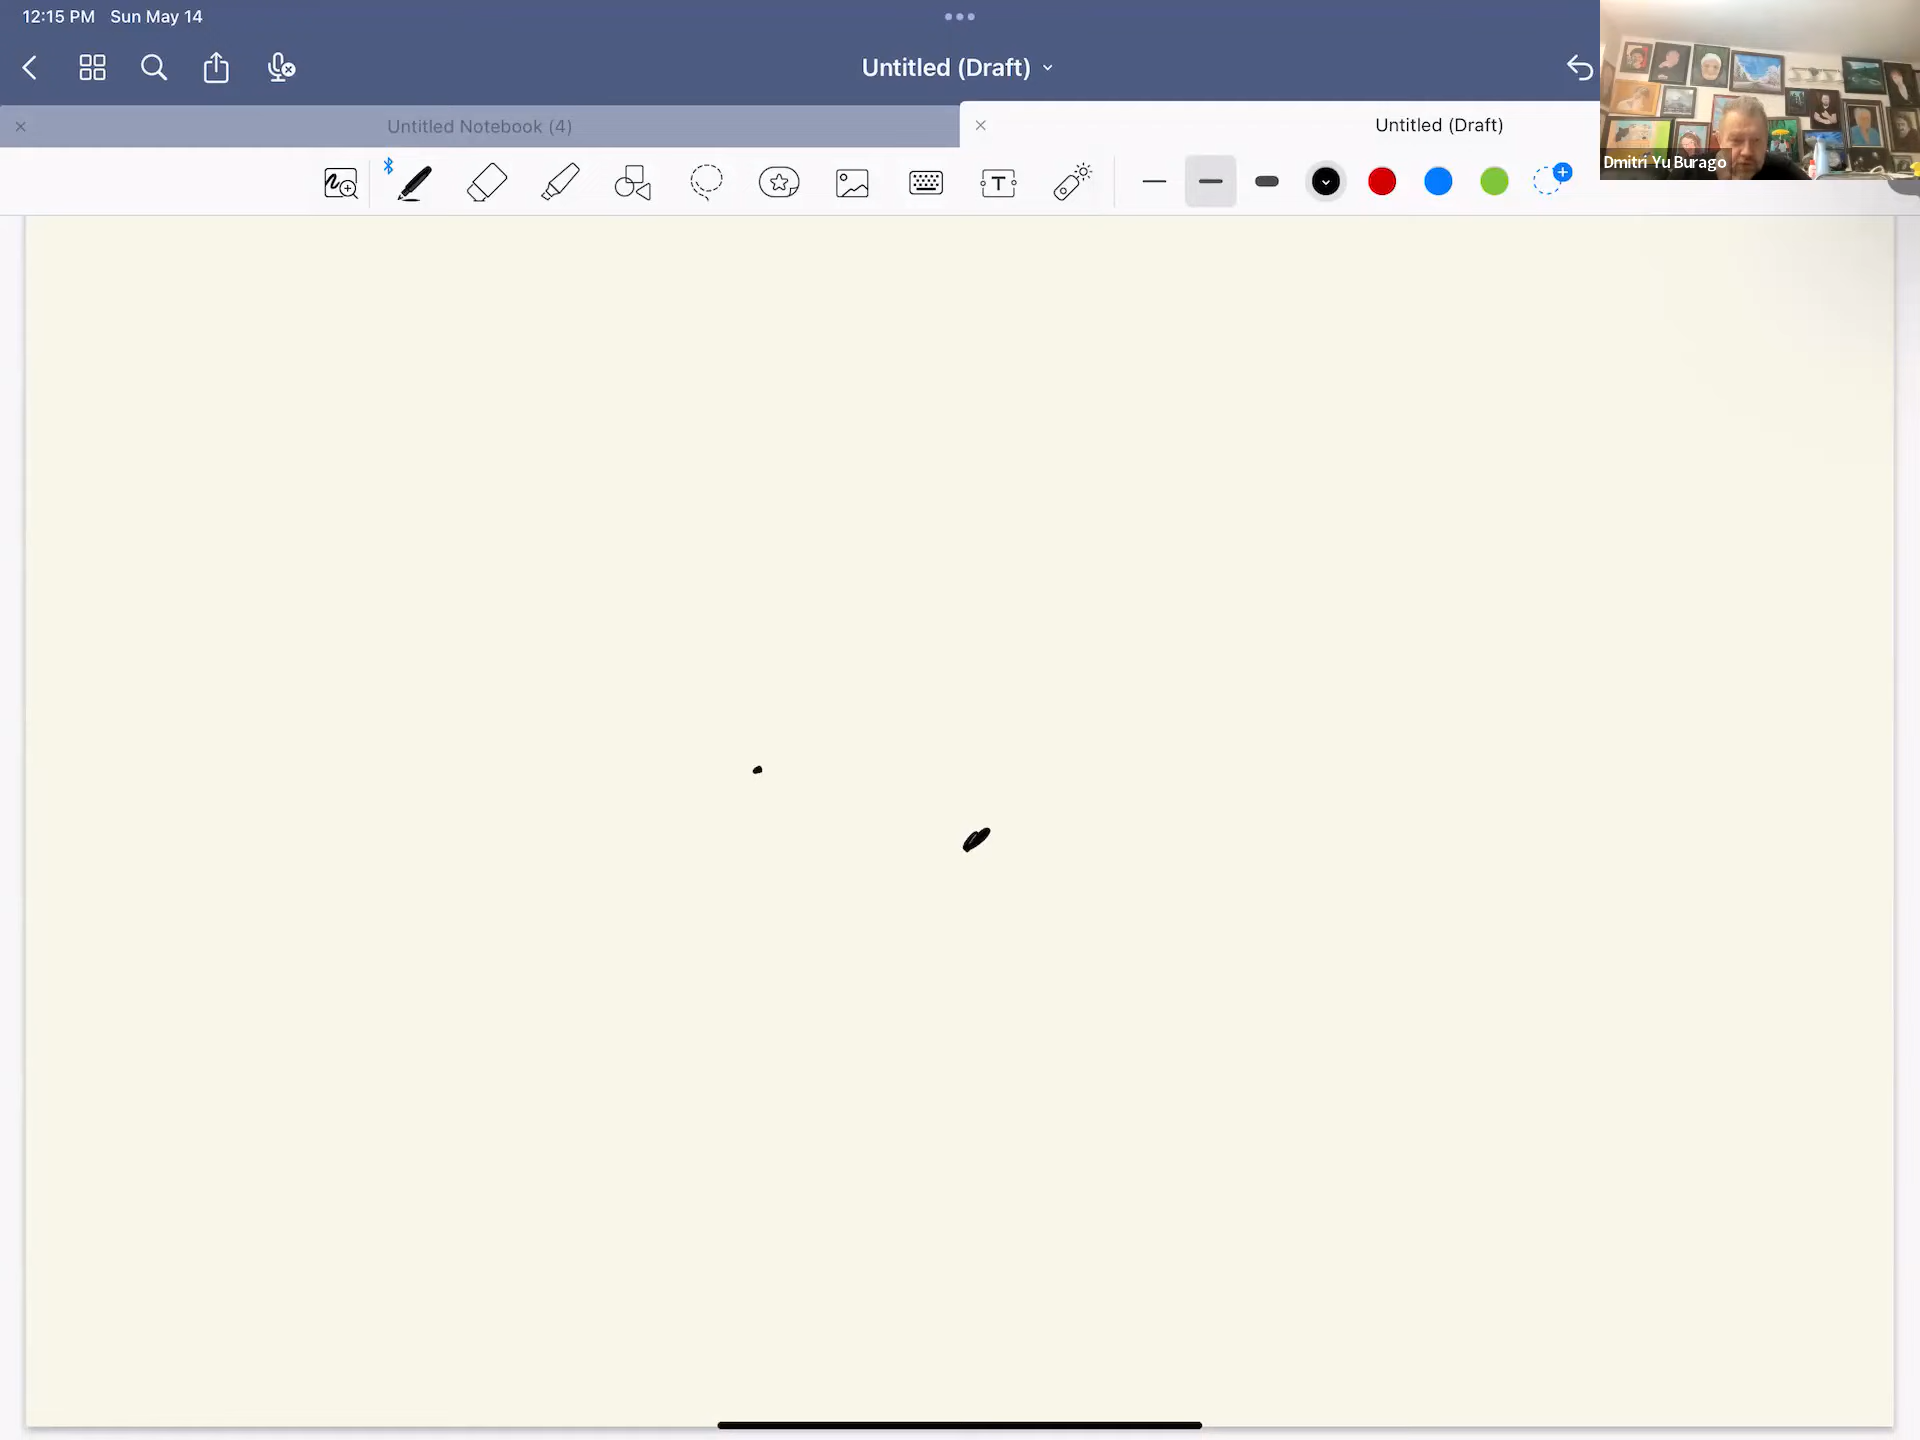 12:15 PM Sun May 14
Untitled (Draft)
Untitled Notebook (4)
Untitled (Draft)
T
Dmitri Yu Burago